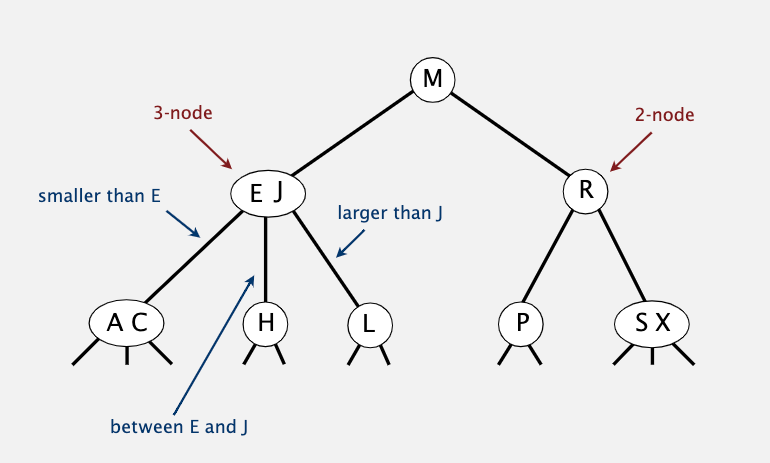 M
3-node
2-node
E J
R
smaller than E
larger than J
A C
H
L
P
S X
between E and J